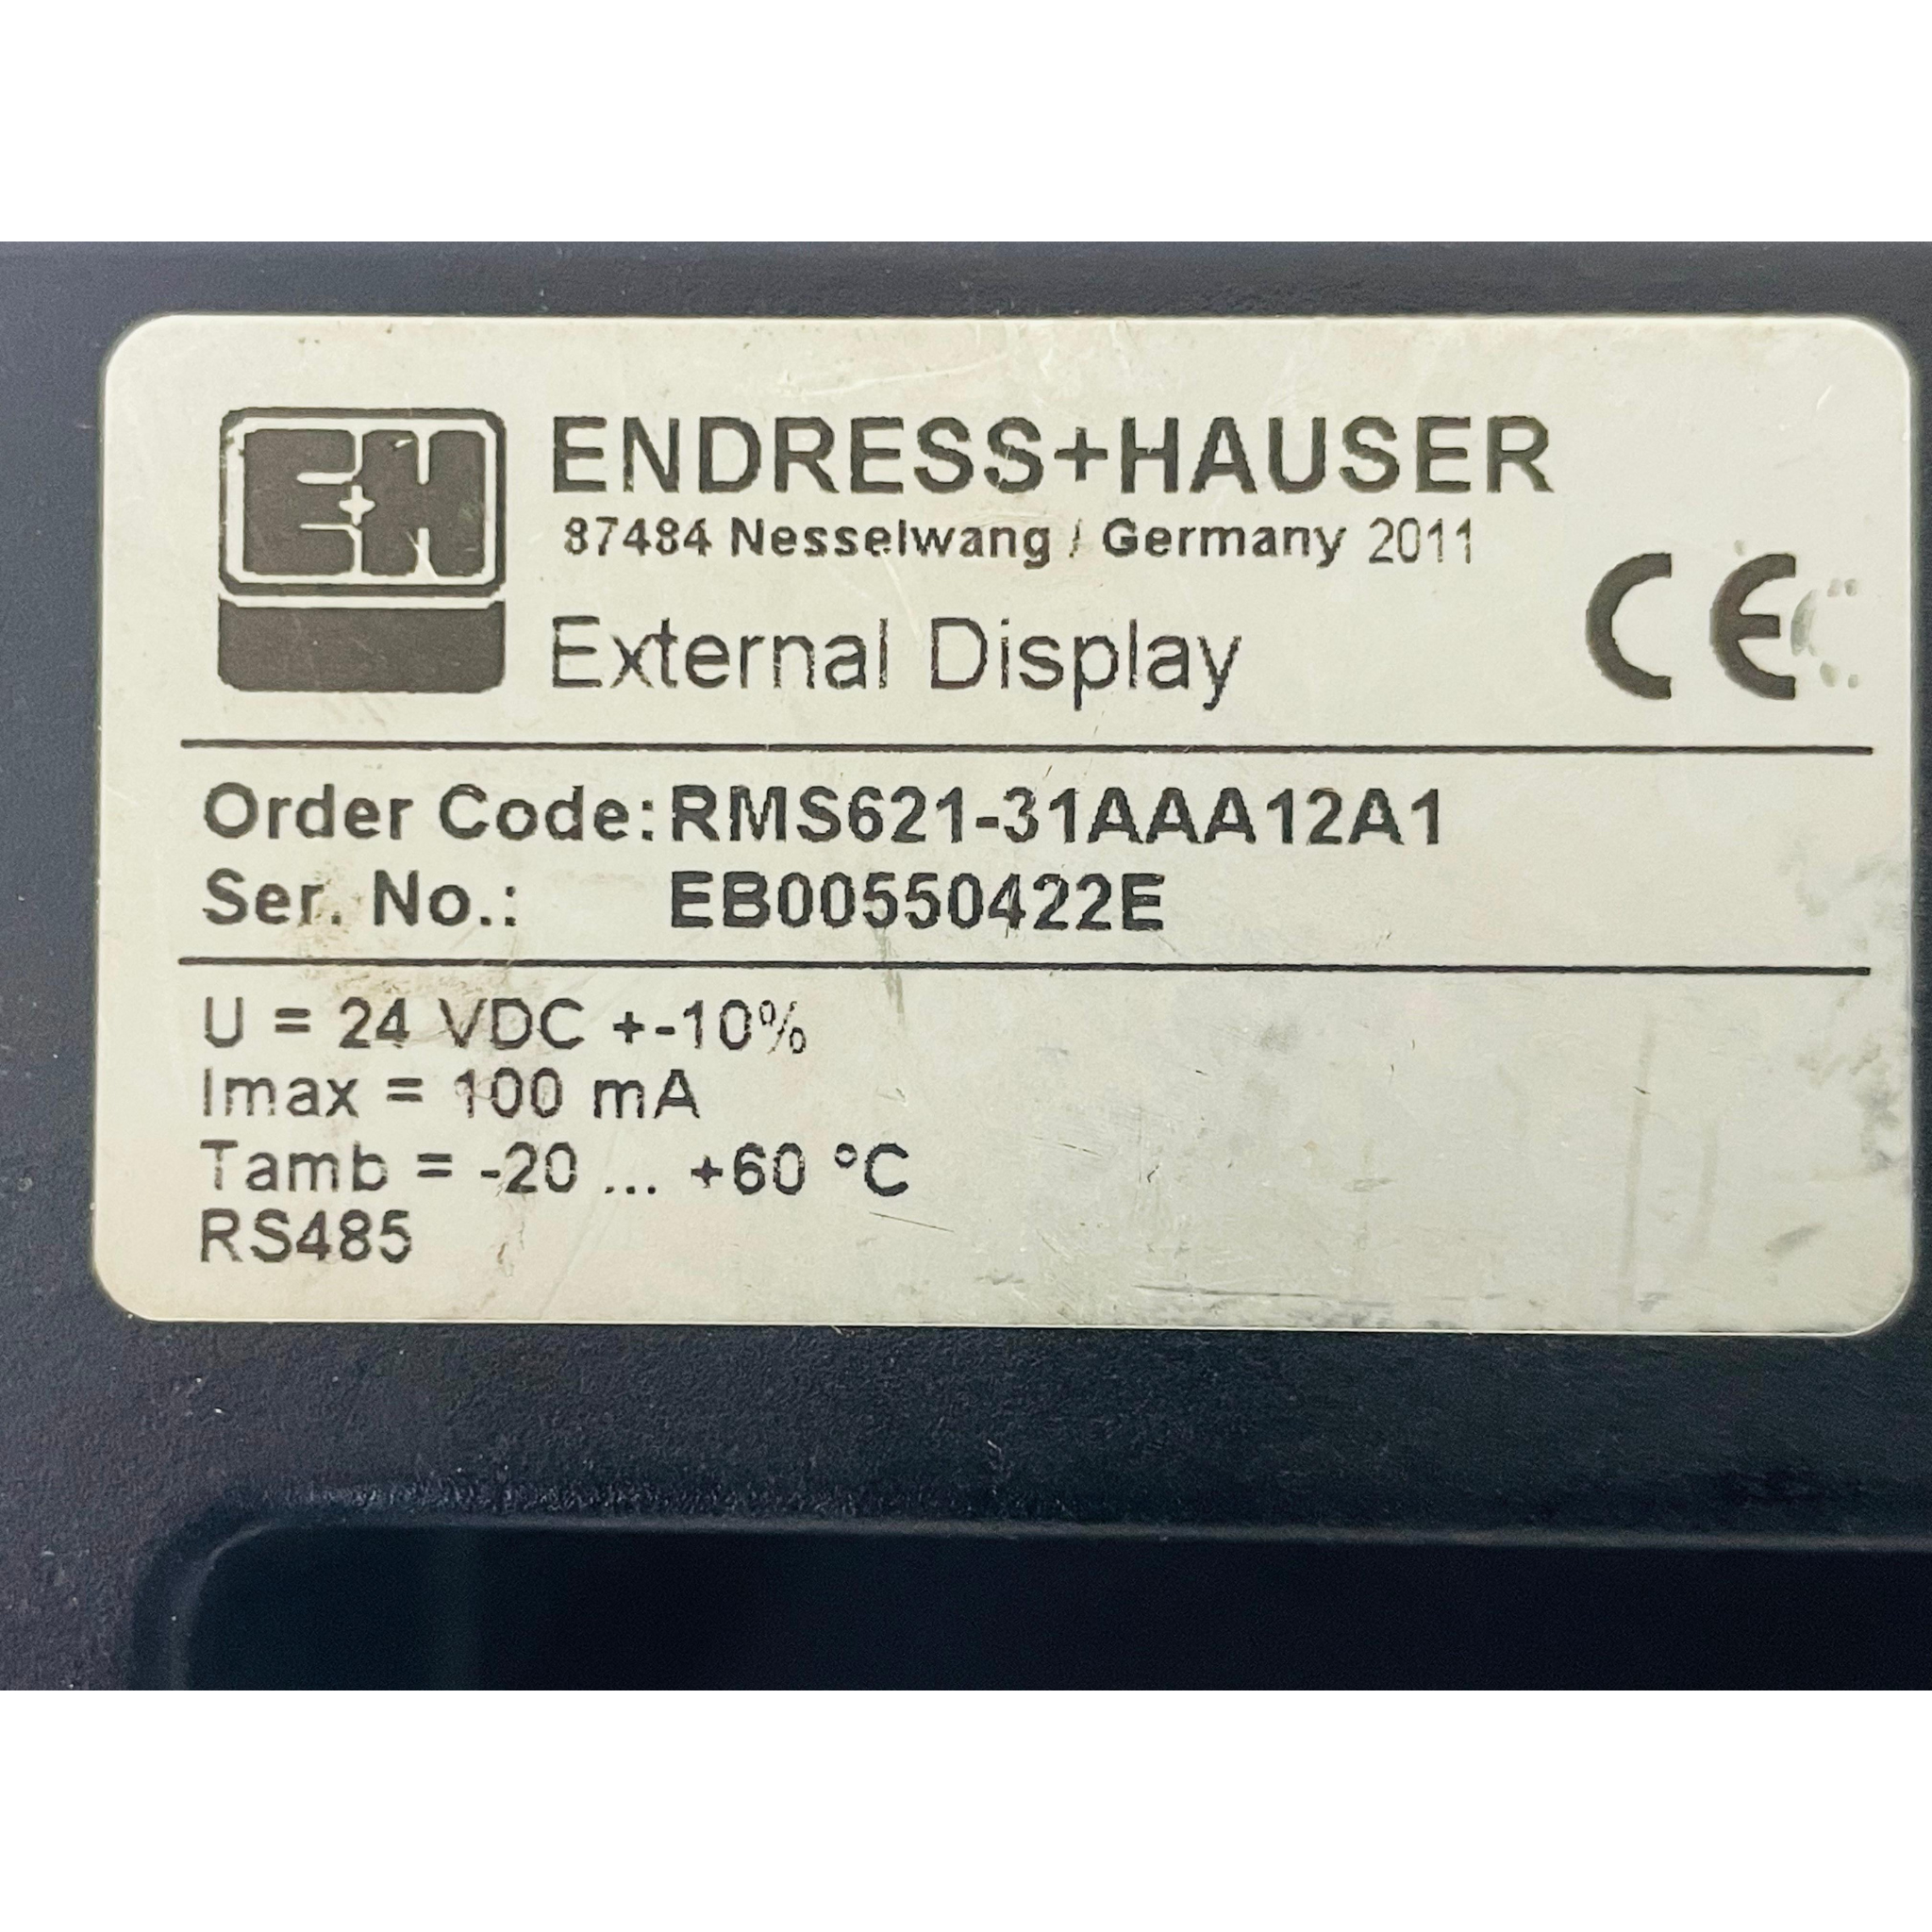 E+H
ENDRESS+HAUSER
87484 Nesselwang / Germany 2011
External Display
CE
Order Code: RMS621-31AAA12A1
Ser. No.: EB00550422E
U = 24 VDC +-10%
Imax = 100 mA
Tamb = -20 ... +60 °C
RS485